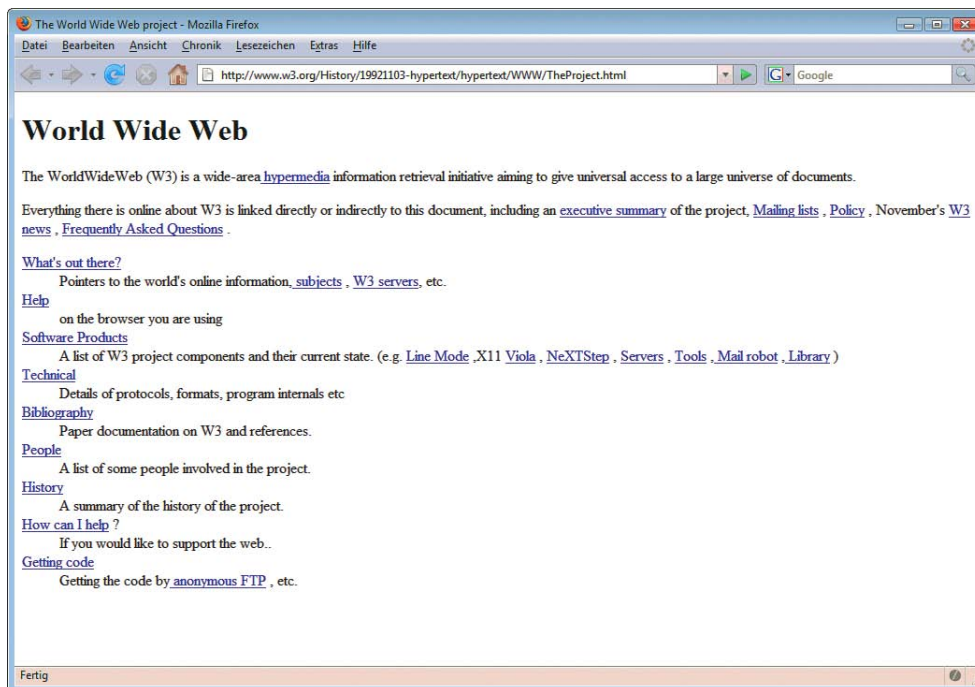 The World Wide Web project - Mozilla Firefox
Datei Bearbeiten Ansicht Chronik Lesezeichen Extras Hilfe
http://www.w3.org/History/19921103-hypertext/hypertext/WWW/TheProject.html G Google
World Wide Web
The WorldWideWeb (W3) is a wide-area hypermedia information retrieval initiative aiming to give universal access to a large universe of documents.
Everything there is online about W3 is linked directly or indirectly to this document, including an executive summary of the project, Mailing lists , Policy , November's W3
news , Frequently Asked Questions .
What's out there?
Pointers to the world's online information, subjects , W3 servers, etc.
Help
on the browser you are using
Software Products
A list of W3 project components and their current state. (e.g. Line Mode ,X11 Viola , NeXTStep , Servers , Tools , Mail robot , Library )
Technical
Details of protocols, formats, program internals etc
Bibliography
Paper documentation on W3 and references.
People
A list of some people involved in the project.
History
A summary of the history of the project.
How can I help ?
If you would like to support the web..
Getting code
Getting the code by anonymous FTP , etc.
Fertig